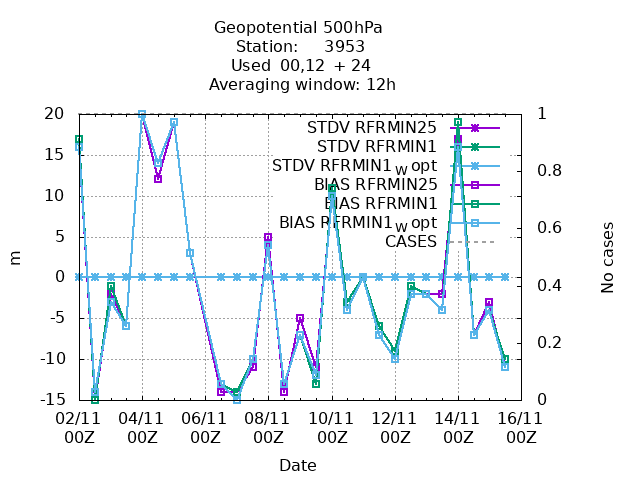 Geopotential 500hPa
Station: 3953
Used 00,12 + 24
Averaging window: 12h
20
15
10
5
0
-5
-10
-15
m
1
0.8
0.6
0.4
0.2
0
No cases
STDV RFRMIN25
STDV RFRMIN1
STDV RFRMIN1_w opt
BIAS RFRMIN25
BIAS RFRMIN1
BIAS RFRMIN1_w opt
CASES
02/11 04/11 06/11 08/11 10/11 12/11 14/11 16/11
00Z 00Z 00Z 00Z 00Z 00Z 00Z 00Z
Date